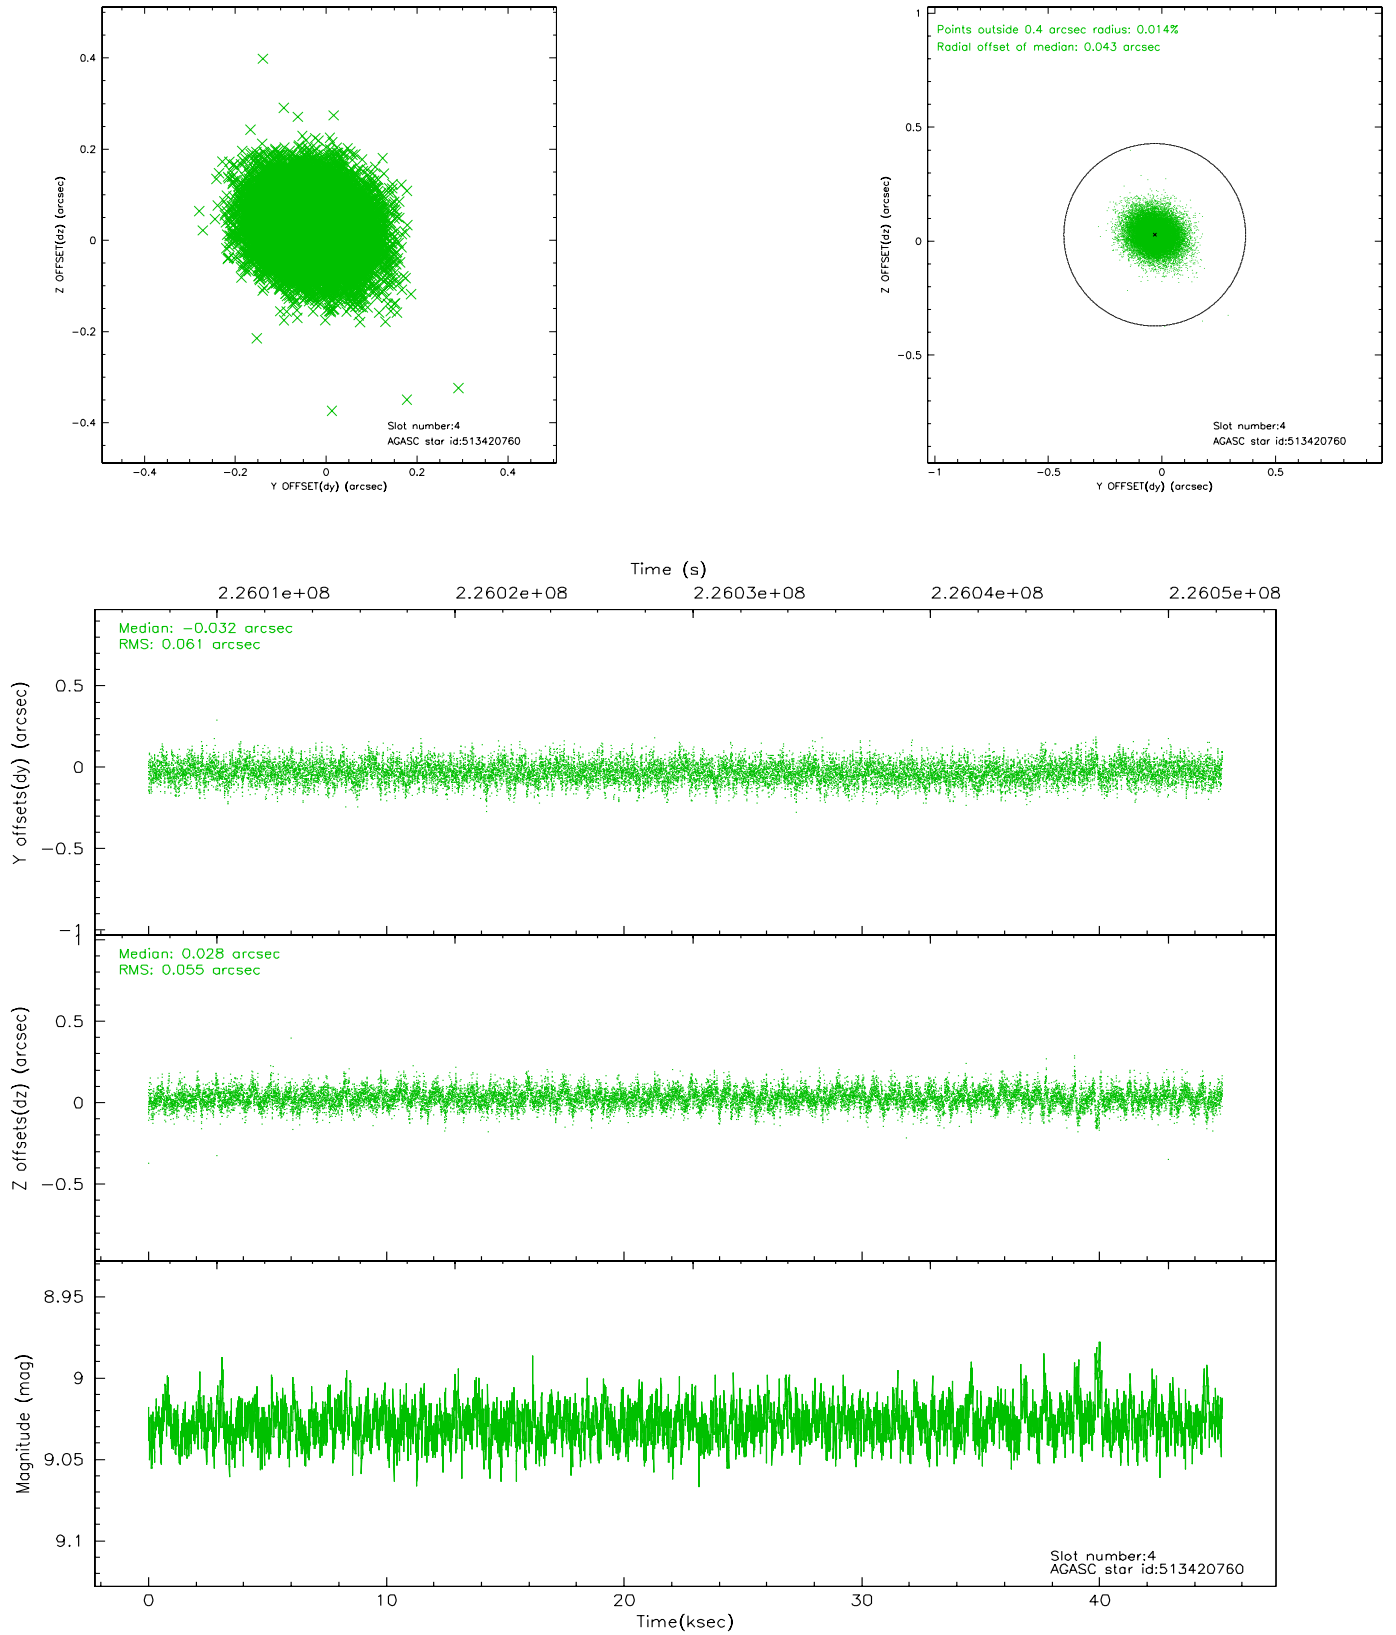 0.4
0.2
0
−0.2
−0.4
Z OFFSET(dz) (arcsec)
Slot number:4
AGASC star id:513420760
−0.4 −0.2 0 0.2 0.4
Y OFFSET(dy) (arcsec)
Points outside 0.4 arcsec radius: 0.014%
Radial offset of median: 0.043 arcsec
1
0.5
0
−0.5
Z OFFSET(dz) (arcsec)
Slot number:4
AGASC star id:513420760
−1 −0.5 0 0.5
Y OFFSET(dy) (arcsec)
Time (s)
2.2601e+08 2.2602e+08 2.2603e+08 2.2604e+08 2.2605e+08
Median: −0.032 arcsec
RMS: 0.061 arcsec
0.5
0
−0.5
−1
Y offsets(dy) (arcsec)
Median: 0.028 arcsec
RMS: 0.055 arcsec
1
0.5
0
−0.5
Z offsets(dz) (arcsec)
8.95
9
9.05
9.1
Magnitude (mag)
Slot number:4
AGASC star id:513420760
0 10 20 30 40
Time(ksec)